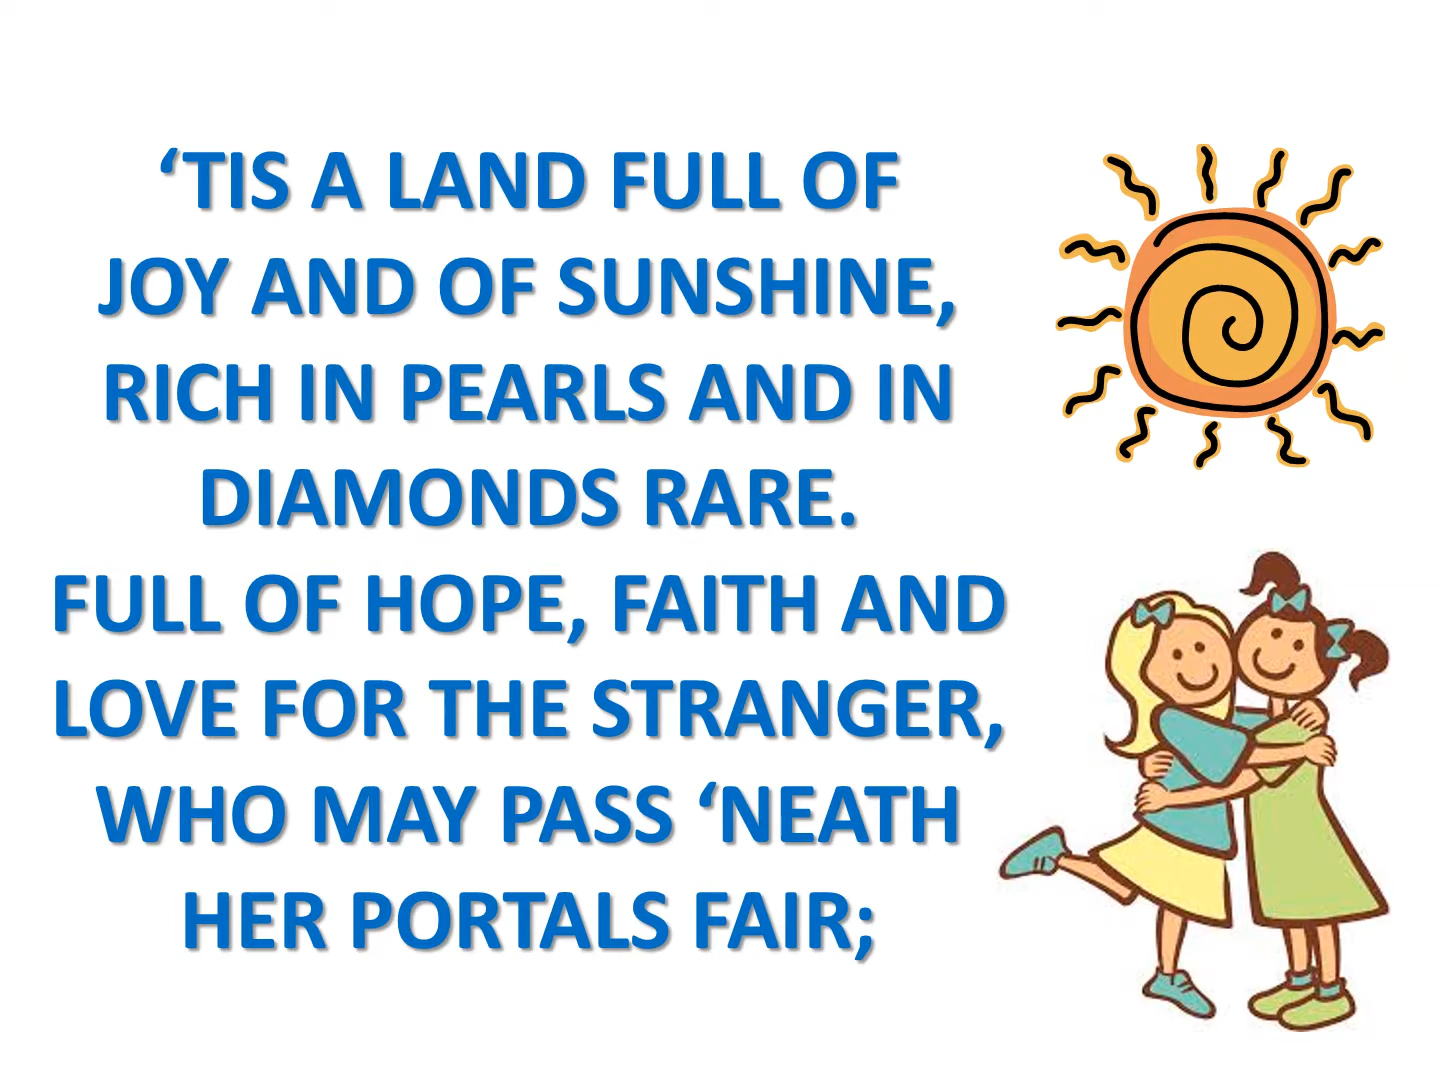 ‘TIS A LAND FULL OF
JOY AND OF SUNSHINE,
RICH IN PEARLS AND IN
DIAMONDS RARE.
FULL OF HOPE, FAITH AND
LOVE FOR THE STRANGER,
WHO MAY PASS ‘NEATH
HER PORTALS FAIR;